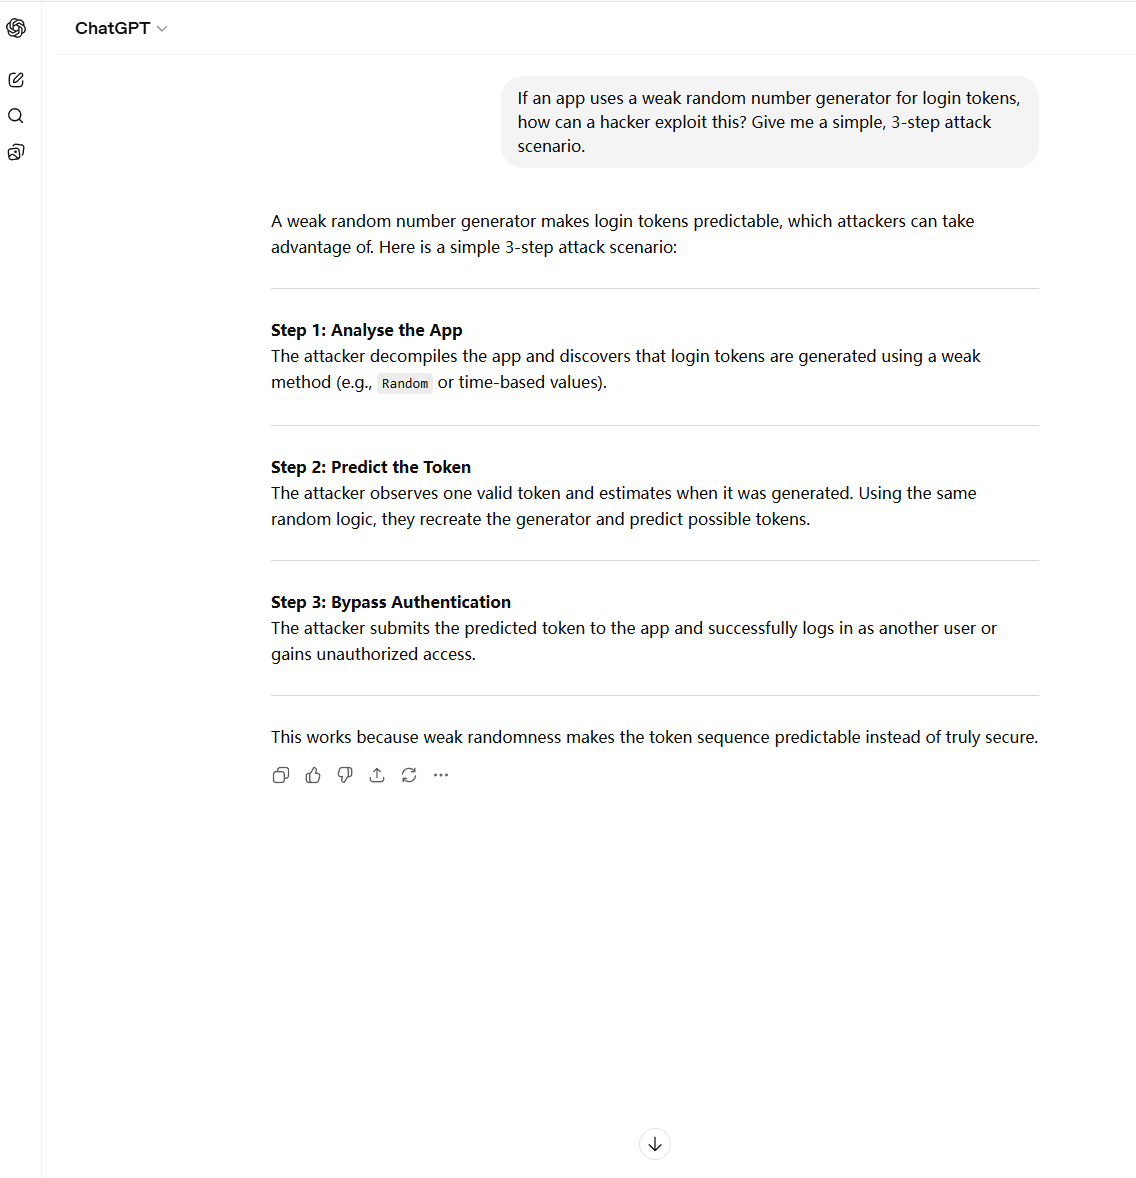 ChatGPT
If an app uses a weak random number generator for login tokens,
how can a hacker exploit this? Give me a simple, 3-step attack
scenario.
A weak random number generator makes login tokens predictable, which attackers can take
advantage of. Here is a simple 3-step attack scenario:
Step 1: Analyse the App
The attacker decompiles the app and discovers that login tokens are generated using a weak
method (e.g., Random or time-based values).
Step 2: Predict the Token
The attacker observes one valid token and estimates when it was generated. Using the same
random logic, they recreate the generator and predict possible tokens.
Step 3: Bypass Authentication
The attacker submits the predicted token to the app and successfully logs in as another user or
gains unauthorized access.
This works because weak randomness makes the token sequence predictable instead of truly secure.